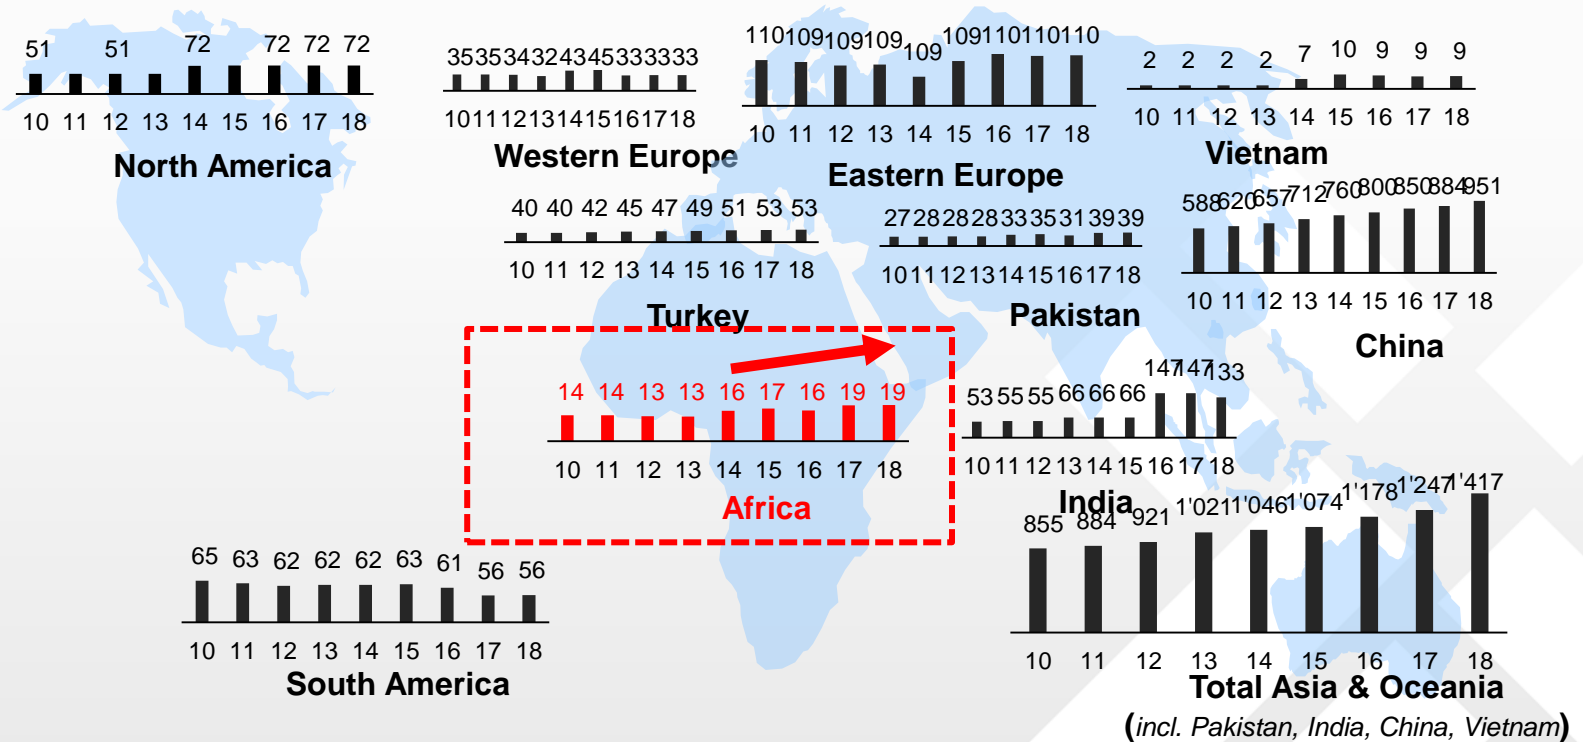 51 51 72 72 72 72
10 11 12 13 14 15 16 17 18
North America
35 35 34 32 43 45 33 33 33
10 11 12 13 14 15 16 17 18
Western Europe
110 109 109 109 109 109 110 110 110
10 11 12 13 14 15 16 17 18
Eastern Europe
2 2 2 2 7 10 9 9 9
10 11 12 13 14 15 16 17 18
Vietnam
40 40 42 45 47 49 51 53 53
10 11 12 13 14 15 16 17 18
Turkey
27 28 28 28 33 35 31 39 39
10 11 12 13 14 15 16 17 18
Pakistan
588 620 657 712 760 800 850 884 951
10 11 12 13 14 15 16 17 18
China
14 14 13 13 16 17 16 19 19
10 11 12 13 14 15 16 17 18
Africa
53 55 55 66 66 66 147 147 133
10 11 12 13 14 15 16 17 18
India
65 63 62 62 62 63 61 56 56
10 11 12 13 14 15 16 17 18
South America
855 884 921 1'021 1'046 1'074 1'178 1'247 1'417
10 11 12 13 14 15 16 17 18
Total Asia & Oceania
(incl. Pakistan, India, China, Vietnam)